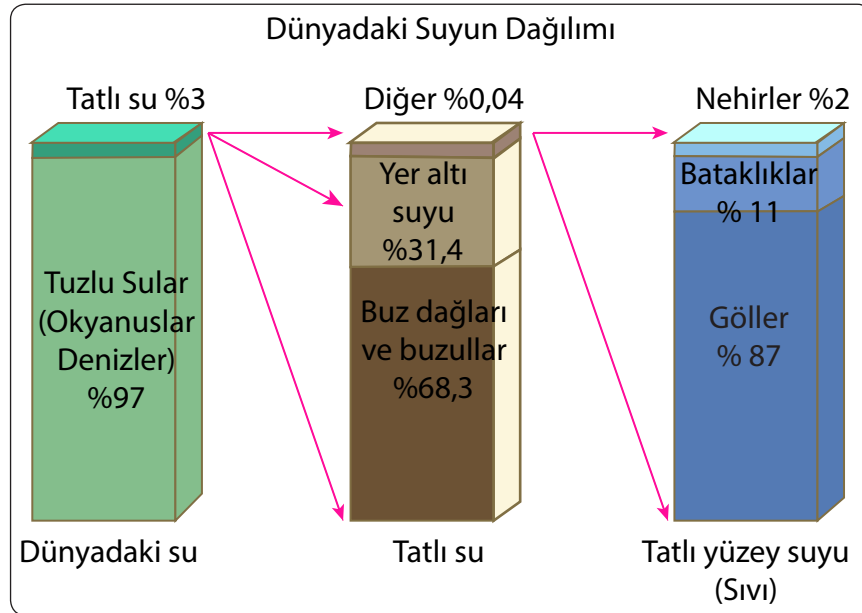 Dünyadaki Suyun Dağılımı
Tatlı su %3
Tuzlu Sular
(Okyanuslar
Denizler)
%97
Dünyadaki su
Diğer %0,04
Yer altı
suyu
%31,4
Buz dağları
ve buzullar
%68,3
Tatlı su
Nehirler %2
Bataklıklar
% 11
Göller
% 87
Tatlı yüzey suyu
(Sıvı)